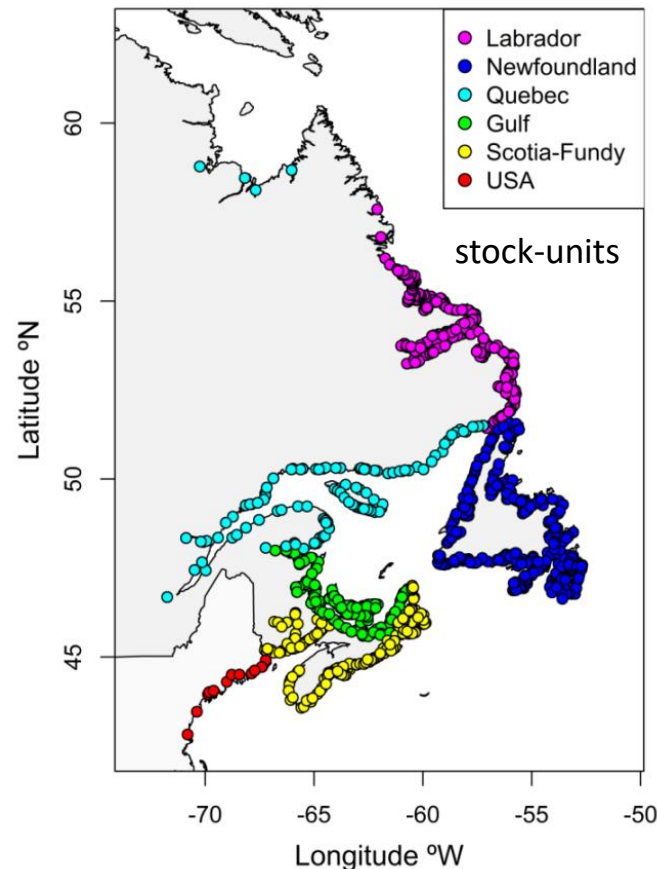 Labrador
Newfoundland
Quebec
Gulf
Scotia-Fundy
USA
stock-units
60
55
50
45
Latitude ºN
-70
-65
-60
-55
-50
Longitude ºW